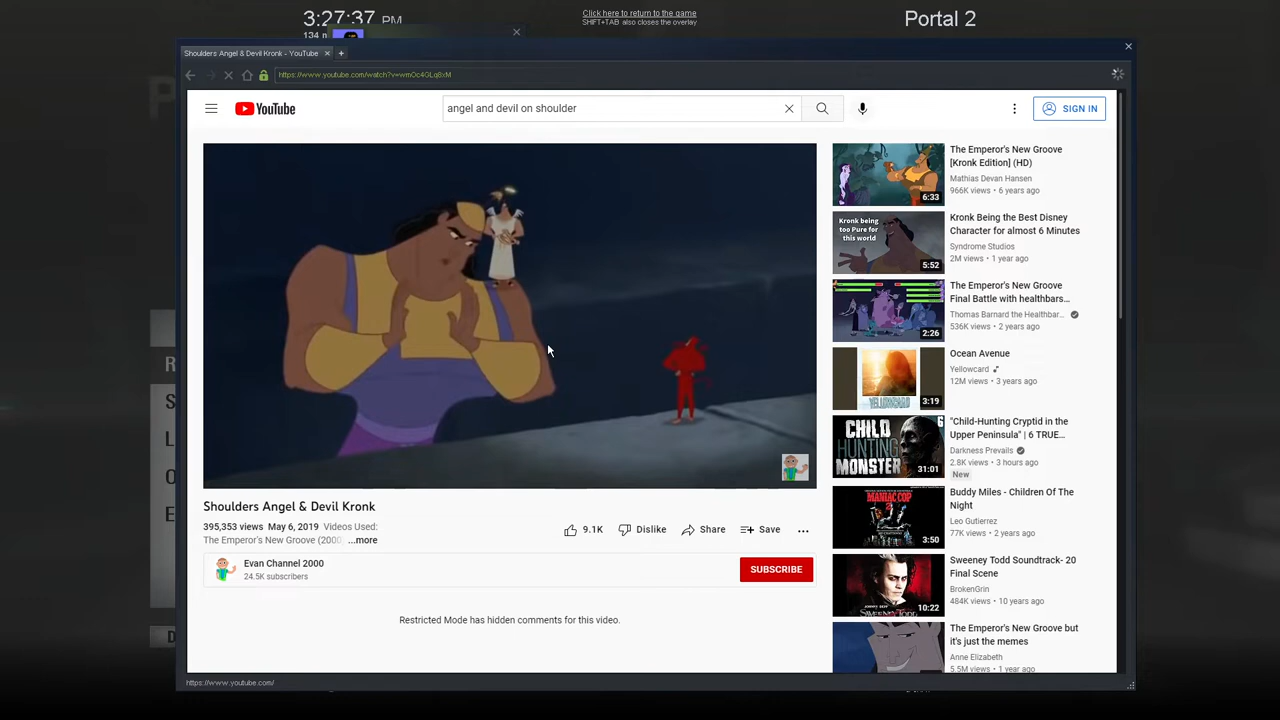 3:27:37 PM
134 m
Click here to return to the game
SHIFT+TAB also closes the overlay
Portal 2
Shoulders Angel & Devil Kronk - YouTube
YouTube
angel and devil on shoulder
SIGN IN
Shoulders Angel & Devil Kronk
395,353 views May 6, 2019 Videos Used:
The Emperor's New Groove (2000 ...more
9.1K
Dislike
Share
Save
Evan Channel 2000
24.5K subscribers
SUBSCRIBE
Restricted Mode has hidden comments for this video.
6:33
The Emperor's New Groove
[Kronk Edition] (HD)
Mathias Devan Hansen
966K views • 6 years ago
Kronk being
too Pure for
this world
5:52
Kronk Being the Best Disney
Character for almost 6 Minutes
Syndrome Studios
2M views • 1 year ago
2:26
The Emperor's New Groove
Final Battle with healthbars...
Thomas Barnard the Healthbar...
536K views • 2 years ago
YELLOWCARD
3:19
Ocean Avenue
Yellowcard
12M views • 3 years ago
CHILD
HUNTING
MONSTER
31:01
"Child-Hunting Cryptid in the
Upper Peninsula" | 6 TRUE...
Darkness Prevails
2.8K views • 3 hours ago
New
MANIAC COP
2
3:50
Buddy Miles - Children Of The
Night
Leo Gutierrez
77K views • 2 years ago
10:22
Sweeney Todd Soundtrack- 20
Final Scene
BrokenGrin
484K views • 10 years ago
The Emperor's New Groove but
it's just the memes
Anne Elizabeth
5.5M views • 1 year ago
https://www.youtube.com/